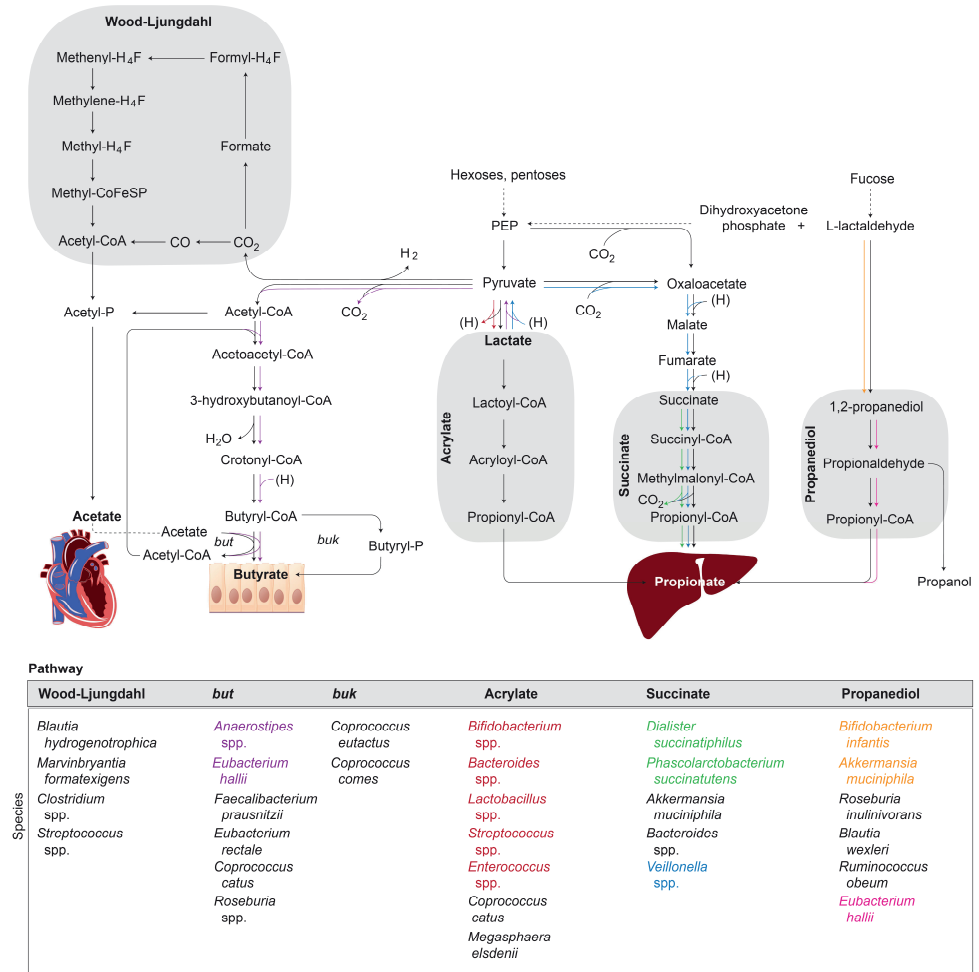 Wood-Ljungdahl
Methenyl-H4F
Formyl-H4F
Methylene-H4F
Methyl-H4F
Formate
Methyl-CoFeSP
Acetyl-CoA
CO
CO2
Hexoses, pentoses
Fucose
PEP
Dihydroxyacetone
phosphate +
L-lactaldehyde
CO2
H2
Pyruvate
Oxaloacetate
Acetyl-P
Acetyl-CoA
CO2
CO2
(H)
(H)
(H)
Malate
Lactate
Acetoacetyl-CoA
Fumarate
(H)
3-hydroxybutanoyl-CoA
Lactoyl-CoA
Succinate
1,2-propanediol
H2O
Acrylate
Succinyl-CoA
Crotonyl-CoA
Acryloyl-CoA
Succinate
Propanediol
Propionaldehyde
(H)
Methylmalonyl-CoA
CO2
Acetate
Butyryl-CoA
Propionyl-CoA
Propionyl-CoA
Propionyl-CoA
Acetate
but
buk
Butyryl-P
Acetyl-CoA
Butyrate
Propionate
Propanol
Pathway
Wood-Ljungdahl but buk Acrylate Succinate Propanediol
Species
Blautia
hydrogenotrophica
Marvinbryantia
formatexigens
Clostridium
spp.
Streptococcus
spp.
Anaerostipes
spp.
Eubacterium
hallii
Faecalibacterium
prausnitzii
Eubacterium
rectale
Coprococcus
catus
Roseburia
spp.
Coprococcus
eutactus
Coprococcus
comes
Bifidobacterium
spp.
Bacteroides
spp.
Lactobacillus
spp.
Streptococcus
spp.
Enterococcus
spp.
Coprococcus
catus
Megasphaera
elsdenii
Dialister
succinatiphilus
Phascolarctobacterium
succinatutens
Akkermansia
muciniphila
Bacteroides
spp.
Veillonella
spp.
Bifidobacterium
infantis
Akkermansia
muciniphila
Roseburia
inulinivorans
Blautia
wexleri
Ruminococcus
obeum
Eubacterium
hallii